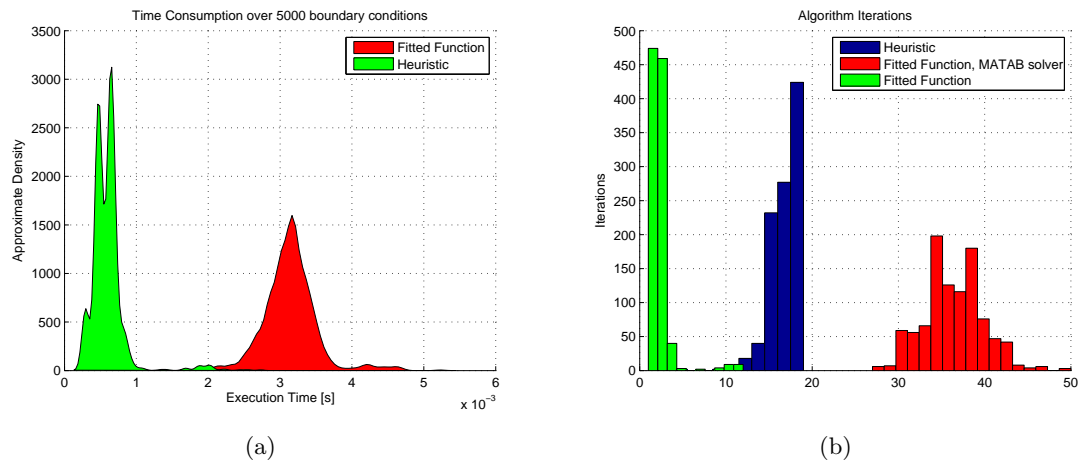 Time Consumption over 5000 boundary conditions
3500
3000
2500
2000
1500
1000
500
0
Approximate Density
Fitted Function
Heuristic
0 1 2 3 4 5 6
Execution Time [s]
x 10⁻³
(a)
Algorithm Iterations
500
450
400
350
300
250
200
150
100
50
0
Iterations
Heuristic
Fitted Function, MATAB solver
Fitted Function
0 10 20 30 40 50
(b)